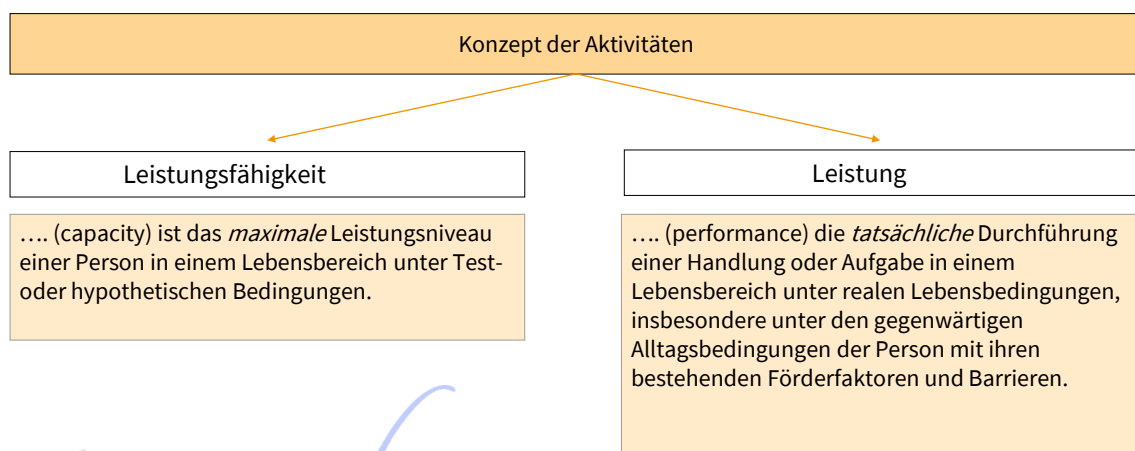 Konzept der Aktivitäten
Leistungsfähigkeit
Leistung
…. (capacity) ist das maximale Leistungsniveau
einer Person in einem Lebensbereich unter Test-
oder hypothetischen Bedingungen.
…. (performance) die tatsächliche Durchführung
einer Handlung oder Aufgabe in einem
Lebensbereich unter realen Lebensbedingungen,
insbesondere unter den gegenwärtigen
Alltagsbedingungen der Person mit ihren
bestehenden Förderfaktoren und Barrieren.